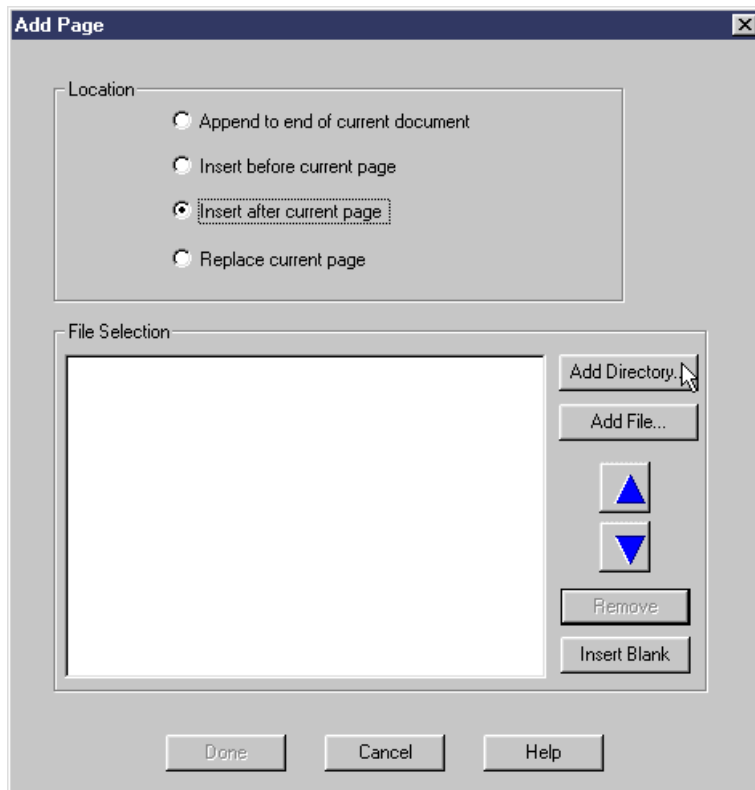 Add Page
Location
Append to end of current document
Insert before current page
Insert after current page
Replace current page
File Selection
Add Directory...
Add File...
Remove
Insert Blank
Done
Cancel
Help